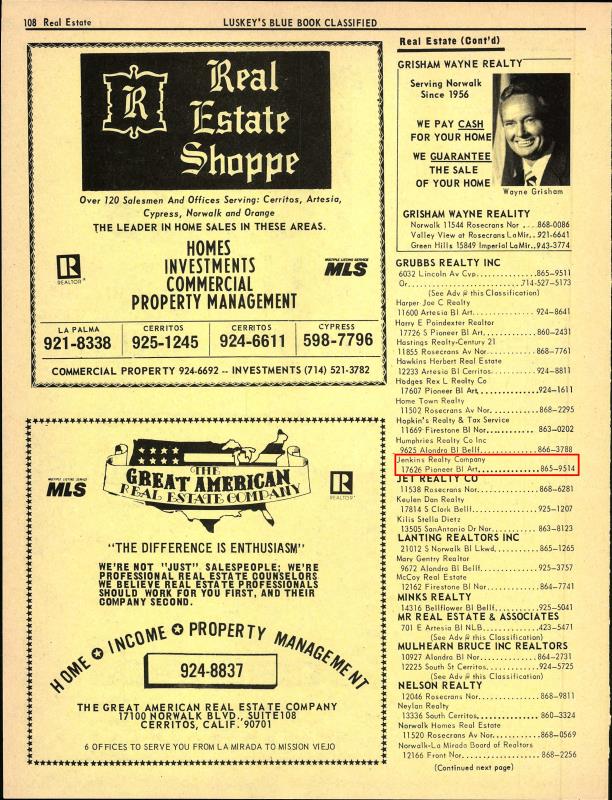 108 Real Estate
LUSKEY'S BLUE BOOK CLASSIFIED
R
Real
Estate
Shoppe
Over 120 Salesmen And Offices Serving: Cerritos, Artesia,
Cypress, Norwalk and Orange
THE LEADER IN HOME SALES IN THESE AREAS.
HOMES
INVESTMENTS
COMMERCIAL
PROPERTY MANAGEMENT
R
REALTOR®
MULTIPLE LISTING SERVICE
MLS
LA PALMA
921-8338
CERRITOS
925-1245
CERRITOS
924-6611
CYPRESS
598-7796
COMMERCIAL PROPERTY 924-6692 -- INVESTMENTS (714) 521-3782
MULTIPLE LISTING SERVICE
MLS
THE
GREAT AMERICAN
REAL ESTATE COMPANY
R
REALTOR®
"THE DIFFERENCE IS ENTHUSIASM"
WE'RE NOT "JUST" SALESPEOPLE; WE'RE
PROFESSIONAL REAL ESTATE COUNSELORS
WE BELIEVE REAL ESTATE PROFESSIONALS
SHOULD WORK FOR YOU FIRST, AND THEIR
COMPANY SECOND.
HOME ✪ INCOME ✪ PROPERTY MANAGEMENT
924-8837
THE GREAT AMERICAN REAL ESTATE COMPANY
17100 NORWALK BLVD., SUITE108
CERRITOS, CALIF. 90701
6 OFFICES TO SERVE YOU FROM LA MIRADA TO MISSION VIEJO
Real Estate (Cont'd)
GRISHAM WAYNE REALTY
Serving Norwalk
Since 1956
WE PAY CASH
FOR YOUR HOME
WE GUARANTEE
THE SALE
OF YOUR HOME
Wayne Grisham
GRISHAM WAYNE REALITY
Norwalk 11544 Rosecrans Nor ...868-0086
Valley View at Rosecrans LaMir..921-6641
Green Hills 15849 Imperial LaMir..943-3774
GRUBBS REALTY INC
6032 Lincoln Av Cyp............865-9511
Or............714-527-5173
(See Adv @ this Classification)
Harper Joe C Realty
11600 Artesia Bl Art............924-8641
Harry E Poindexter Realtor
17726 S Pioneer Bl Art............860-2431
Hastings Realty-Century 21
11855 Rosecrans Av Nor............868-7761
Hawkins Herbert Real Estate
12233 Artesia Bl Cerritos............924-8811
Hodges Rex L Realty Co
17607 Pioneer Bl Art............924-1611
Home Town Realty
11502 Rosecrans Av Nor............868-2295
Hopkin's Realty & Tax Service
11669 Firestone Bl Nor............863-0202
Humphries Realty Co Inc
9625 Alondra Bl Bellf............866-3788
Jenkins Realty Company
17626 Pioneer Bl Art............865-9514
JET REALTY CO
11538 Rosecrans Nor............868-6281
Keulen Dan Realty
17814 S Clark Bellf............925-1207
Kilis Stella Dietz
13505 SanAntonio Dr Nor............863-8123
LANTING REALTORS INC
21012 S Norwalk Bl Lkwd............865-1265
Mary Gentry Realtor
9672 Alondra Bl Bellf............925-3757
McCoy Real Estate
12162 Firestone Bl Nor............864-7741
MINKS REALTY
14316 Bellflower Bl Bellf............925-5041
MR REAL ESTATE & ASSOCIATES
701 E Artesia Bl NLB............423-5471
(See Adv @ this Classification)
MULHEARN BRUCE INC REALTORS
10927 Alondra Bl Nor............864-2731
12225 South St Cerritos............924-5725
(See Adv @ this Classification)
NELSON REALTY
12046 Rosecrans Nor............868-9811
Neylan Realty
13336 South Cerritos............860-3324
Norwalk Homes Real Estate
11520 Rosecrans Av Nor............868-0569
Norwalk-La Mirada Board of Realtors
12166 Front Nor............868-2256
(Continued next page)